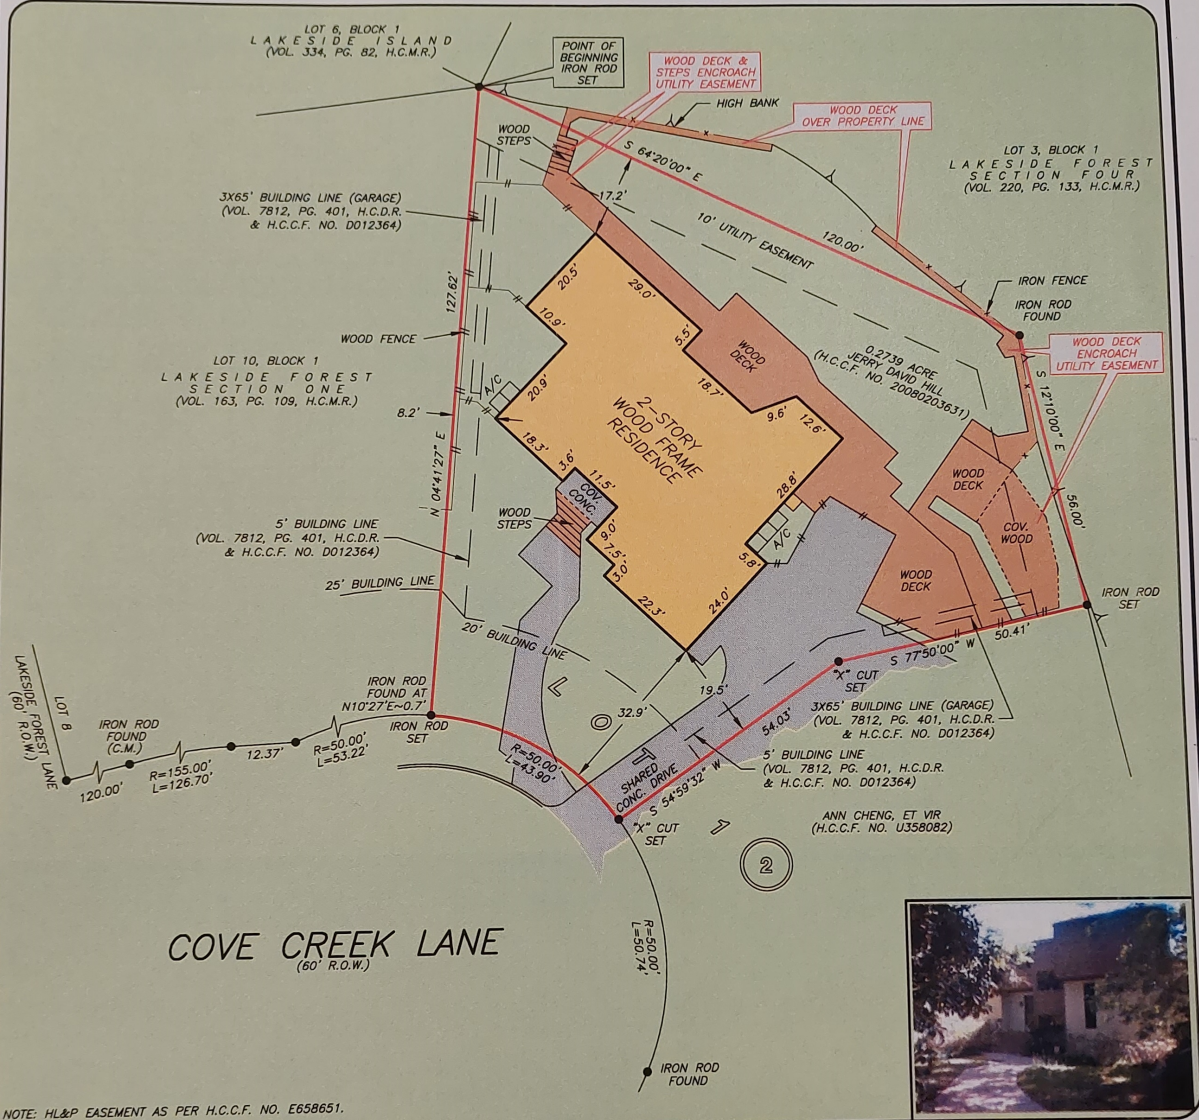 LOT 6, BLOCK 1
LAKESIDE ISLAND
(VOL. 334, PG. 82, H.C.M.R.)
POINT OF
BEGINNING
IRON ROD
SET
WOOD DECK &
STEPS ENCROACH
UTILITY EASEMENT
HIGH BANK
WOOD DECK
OVER PROPERTY LINE
WOOD
STEPS
S 64°20'00" E
120.00'
LOT 3, BLOCK 1
LAKESIDE FOREST
SECTION FOUR
(VOL. 220, PG. 133, H.C.M.R.)
3X65' BUILDING LINE (GARAGE)
(VOL. 7812, PG. 401, H.C.D.R.
& H.C.C.F. NO. D012364)
17.2'
10' UTILITY EASEMENT
127.62'
20.5'
29.0'
IRON FENCE
IRON ROD
FOUND
10.9'
5.5'
WOOD FENCE
WOOD
DECK
0.2739 ACRE
JERRY DAVID HILL
(H.C.C.F. NO. 20080203631)
WOOD DECK
ENCROACH
UTILITY EASEMENT
LOT 10, BLOCK 1
LAKESIDE FOREST
SECTION ONE
(VOL. 163, PG. 109, H.C.M.R.)
A/C
20.9'
18.7'
9.6'
12.6'
S 12°10'00" E
56.00'
8.2'
2-STORY
WOOD FRAME
RESIDENCE
18.3'
3.6'
11.5'
COV.
CONC.
28.8'
WOOD
DECK
N 04°41'27" E
WOOD
STEPS
9.0'
7.5'
3.0'
A/C
5.8'
COV.
WOOD
5' BUILDING LINE
(VOL. 7812, PG. 401, H.C.D.R.
& H.C.C.F. NO. D012364)
25' BUILDING LINE
22.3'
24.0'
WOOD
DECK
IRON ROD
SET
20' BUILDING LINE
S 77°50'00" W
50.41'
LOT 8
LAKESIDE FOREST LANE
(60' R.O.W.)
IRON ROD
FOUND AT
N10°27'E~0.7'
IRON ROD
SET
LOT
1
19.5'
32.9'
"X" CUT
SET
3X65' BUILDING LINE (GARAGE)
(VOL. 7812, PG. 401, H.C.D.R.
& H.C.C.F. NO. D012364)
IRON ROD
FOUND
(C.M.)
120.00'
R=155.00'
L=126.70'
12.37'
R=50.00'
L=53.22'
R=50.00'
L=43.90'
SHARED
CONC. DRIVE
54.03'
S 54°59'32" W
5' BUILDING LINE
(VOL. 7812, PG. 401, H.C.D.R.
& H.C.C.F. NO. D012364)
"X" CUT
SET
ANN CHENG, ET VIR
(H.C.C.F. NO. U358082)
2
COVE CREEK LANE
(60' R.O.W.)
R=50.00'
L=50.74'
IRON ROD
FOUND
NOTE: HL&P EASEMENT AS PER H.C.C.F. NO. E658651.